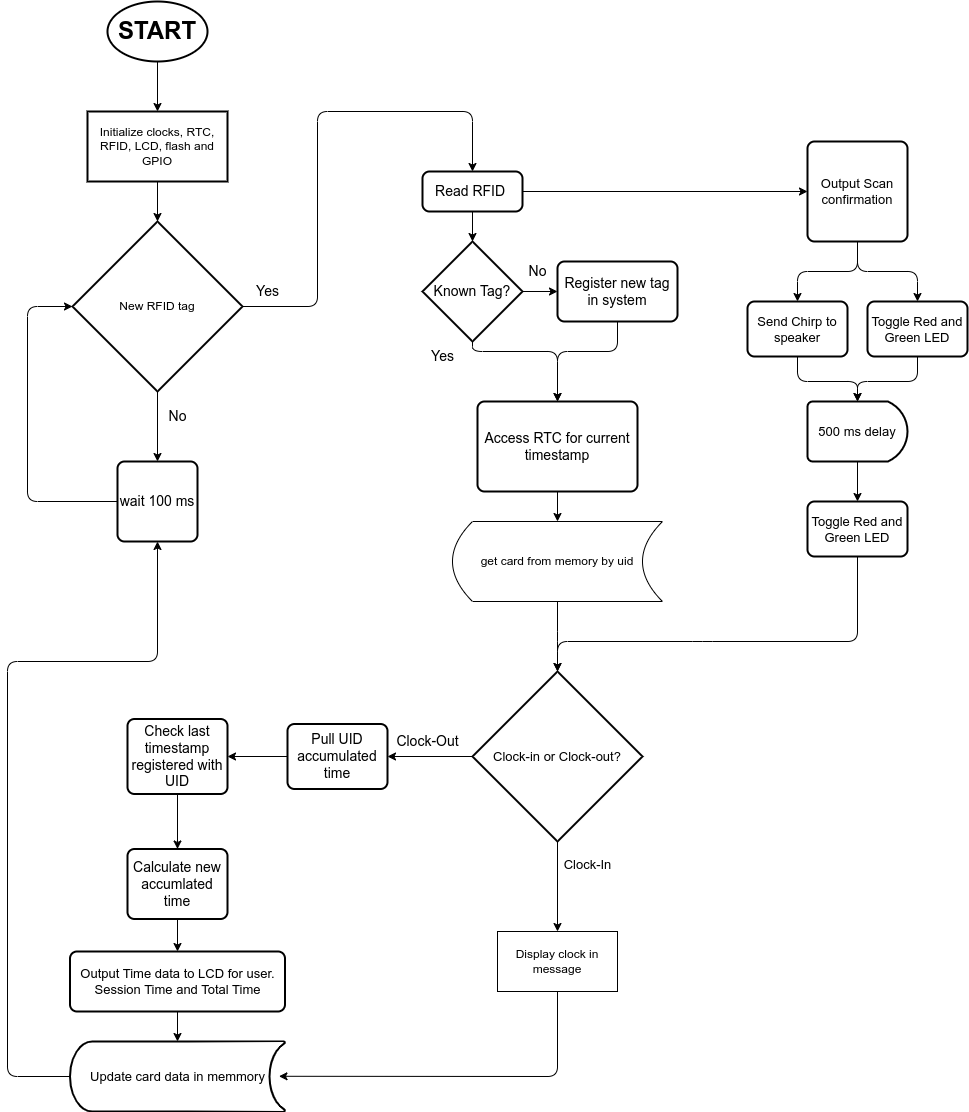 START
Initialize clocks, RTC,
RFID, LCD, flash and
GPIO
New RFID tag
Yes
No
wait 100 ms
Read RFID
Output Scan
confirmation
Known Tag?
No
Register new tag
in system
Yes
Send Chirp to
speaker
Toggle Red and
Green LED
Access RTC for current
timestamp
500 ms delay
Toggle Red and
Green LED
get card from memory by uid
Clock-in or Clock-out?
Clock-Out
Pull UID
accumulated
time
Check last
timestamp
registered with
UID
Calculate new
accumlated
time
Clock-In
Display clock in
message
Output Time data to LCD for user.
Session Time and Total Time
Update card data in memmory